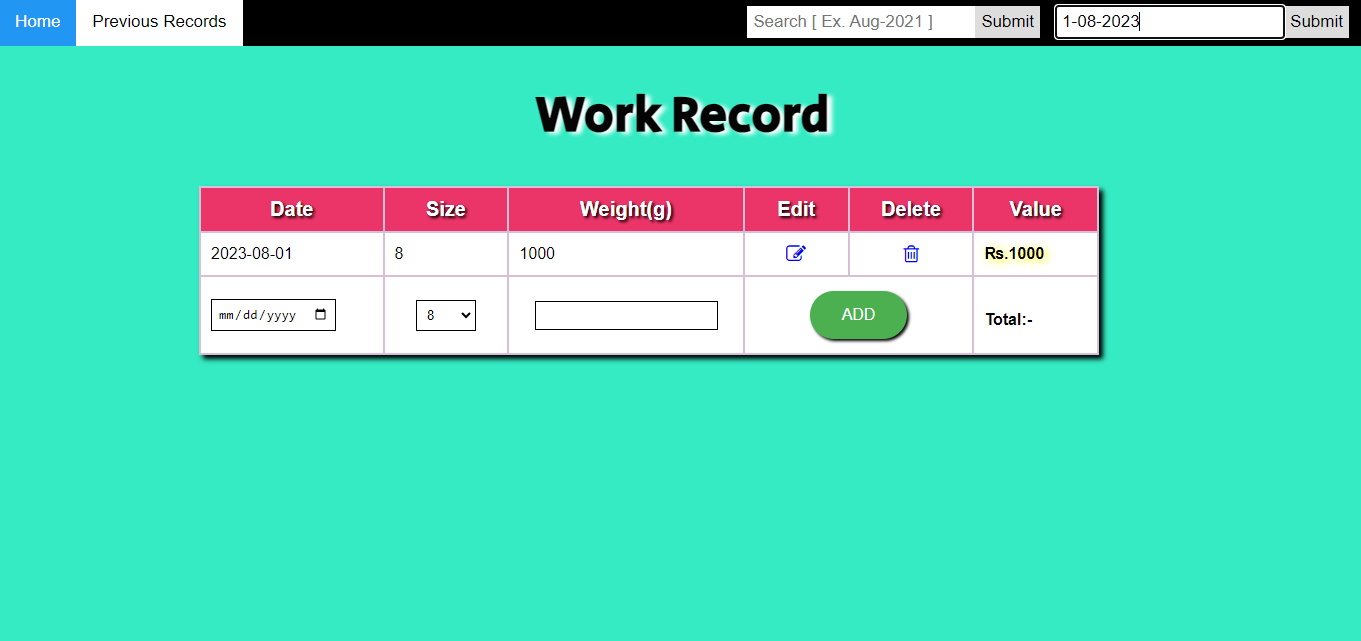 Home Previous Records Search [ Ex. Aug-2021 ] Submit 1-08-2023 Submit
Work Record
Date Size Weight(g) Edit Delete Value
2023-08-01 8 1000 Rs.1000
mm/dd/yyyy 8 ADD Total:-